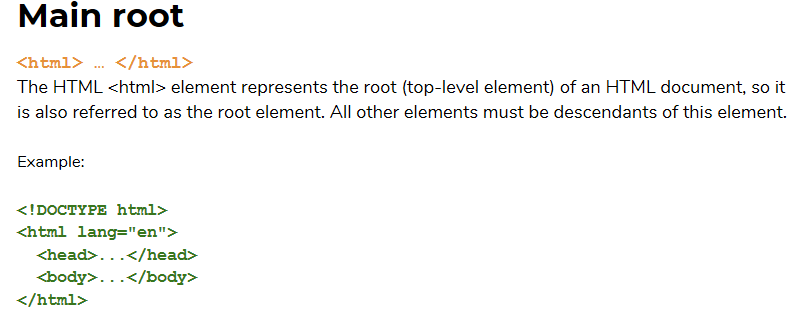 Main root
<html> … </html>
The HTML <html> element represents the root (top-level element) of an HTML document, so it
is also referred to as the root element. All other elements must be descendants of this element.
Example:
<!DOCTYPE html>
<html lang="en">
  <head>...</head>
  <body>...</body>
</html>